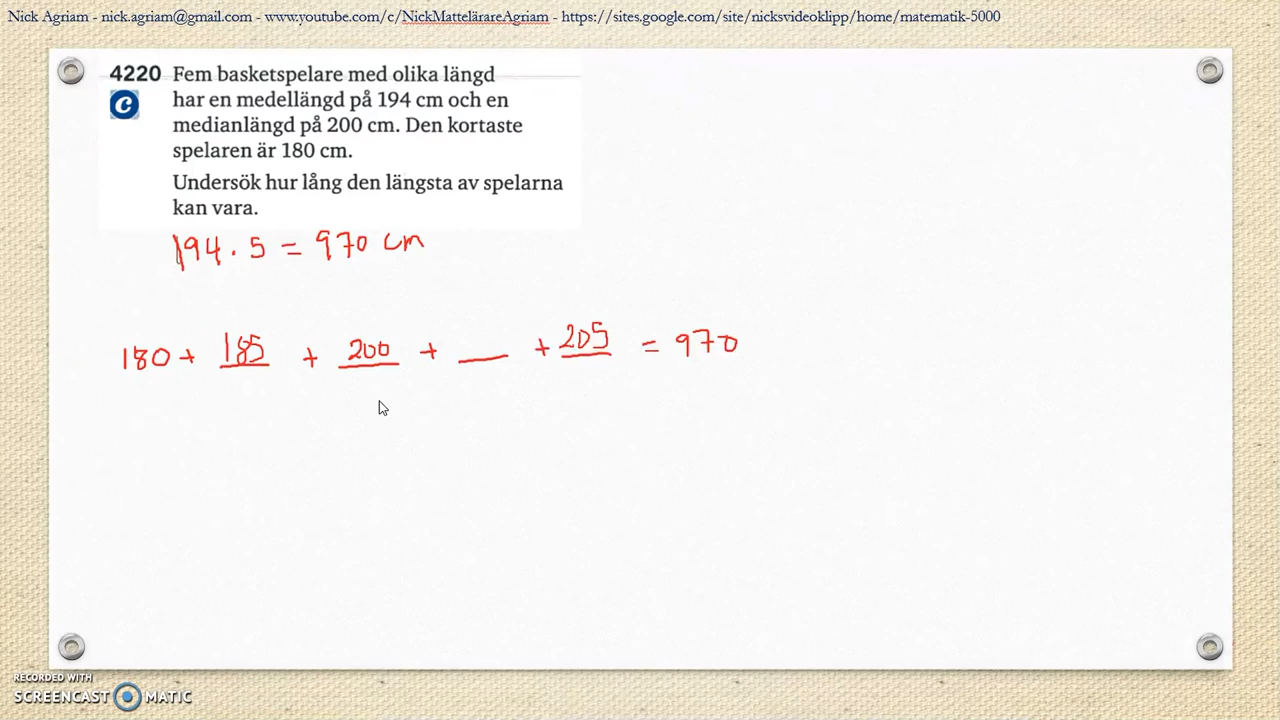 Nick Agriam - nick.agriam@gmail.com - www.youtube.com/c/NickMattelärareAgriam - https://sites.google.com/site/nicksvideoklipp/home/matematik-5000
4220 Fem basketspelare med olika längd
C har en medellängd på 194 cm och en
medianlängd på 200 cm. Den kortaste
spelaren är 180 cm.
Undersök hur lång den längsta av spelarna
kan vara.
194 · 5 = 970 cm
180 + 185 + 200 + __ + 205 = 970
RECORDED WITH
SCREENCAST MATIC